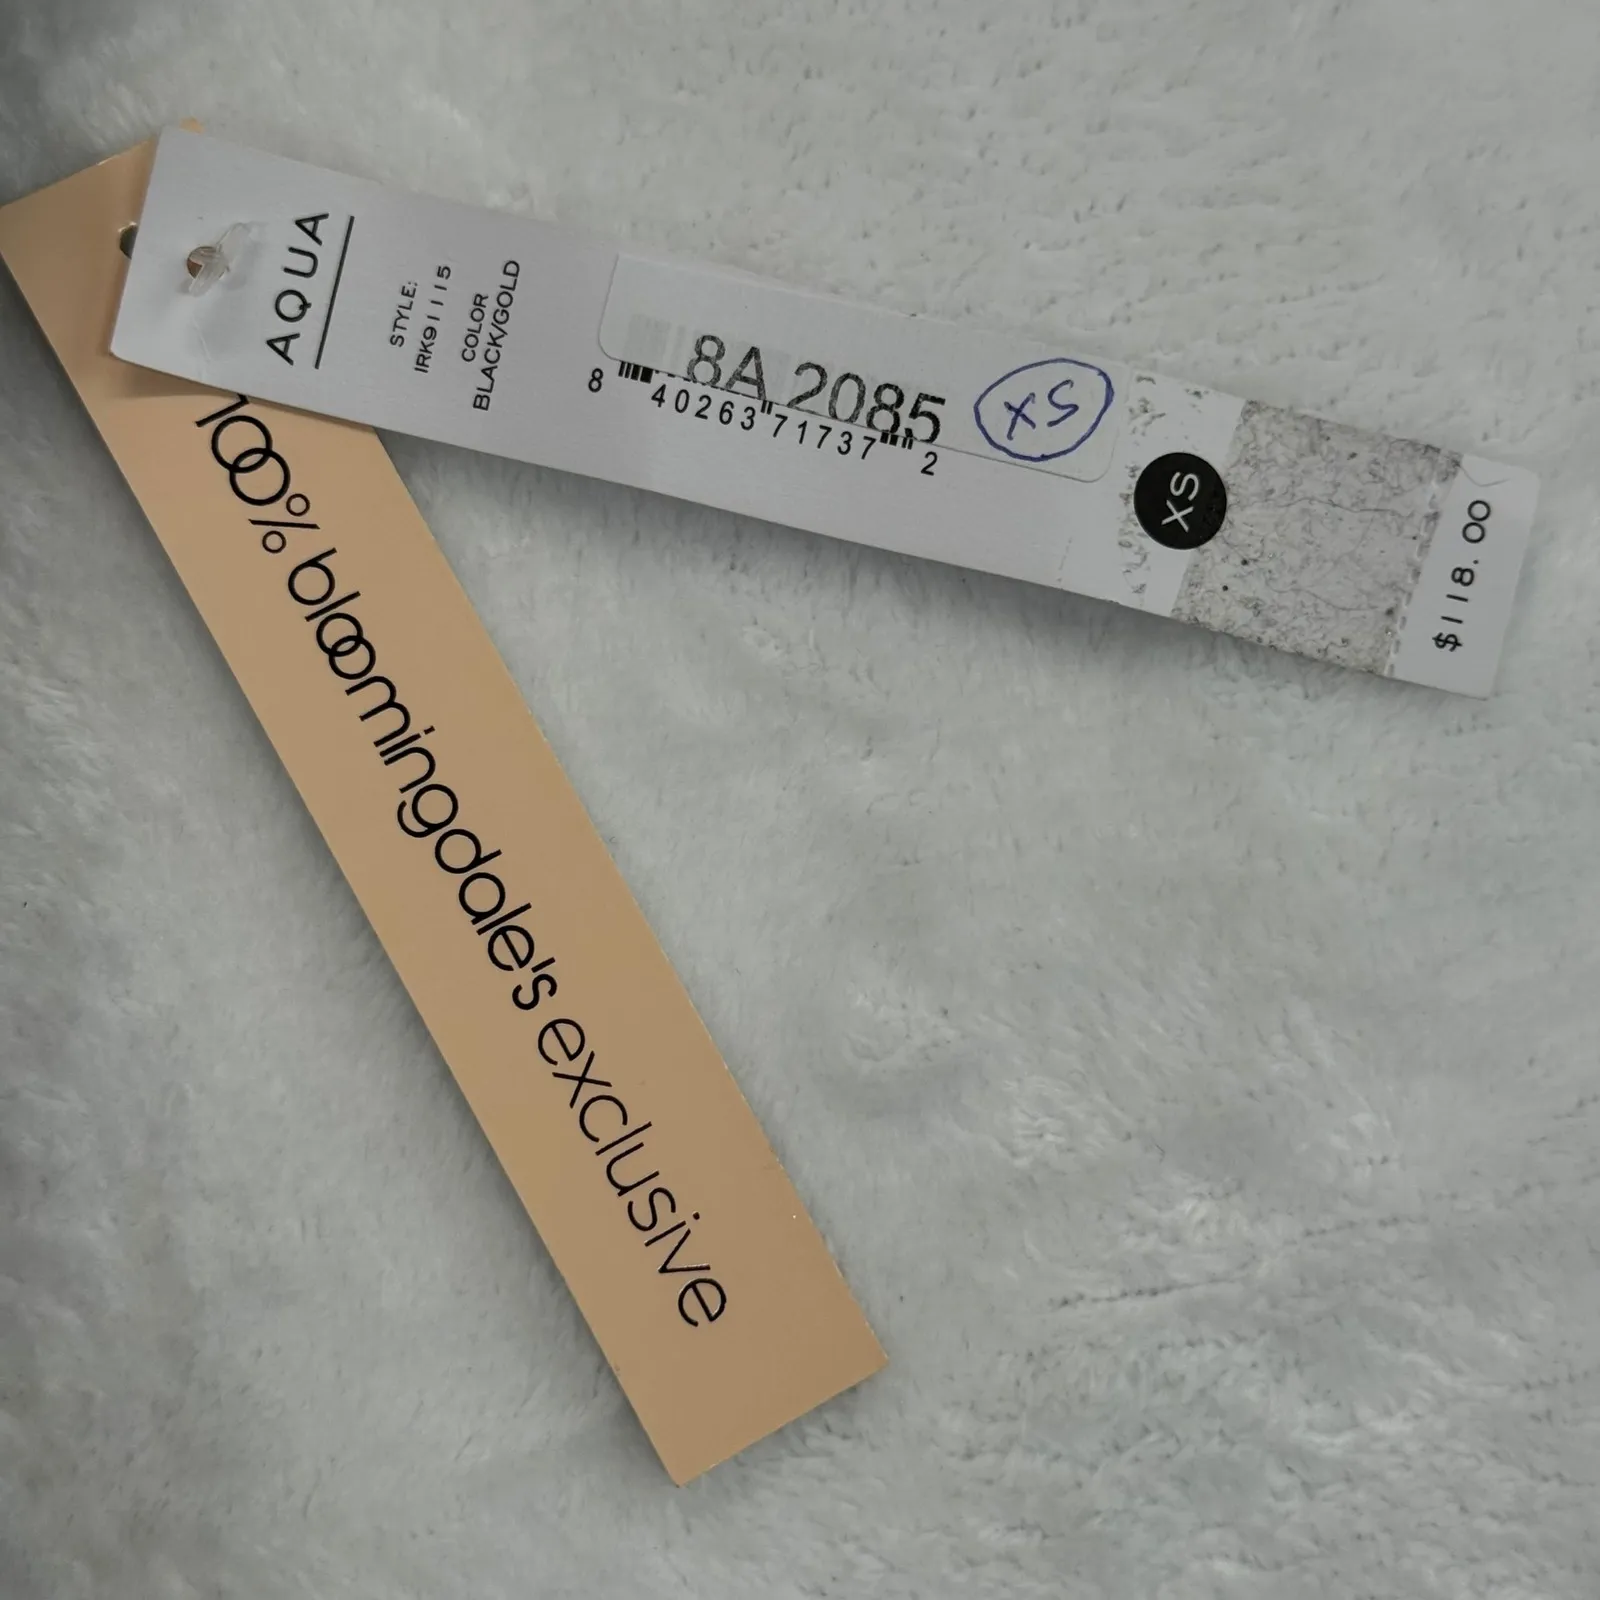 AQUA
STYLE:
IRK91115
COLOR
BLACK/GOLD
8A 2085
8 40263 71737 2
XS
XS
$118.00
100% bloomingdale's exclusive